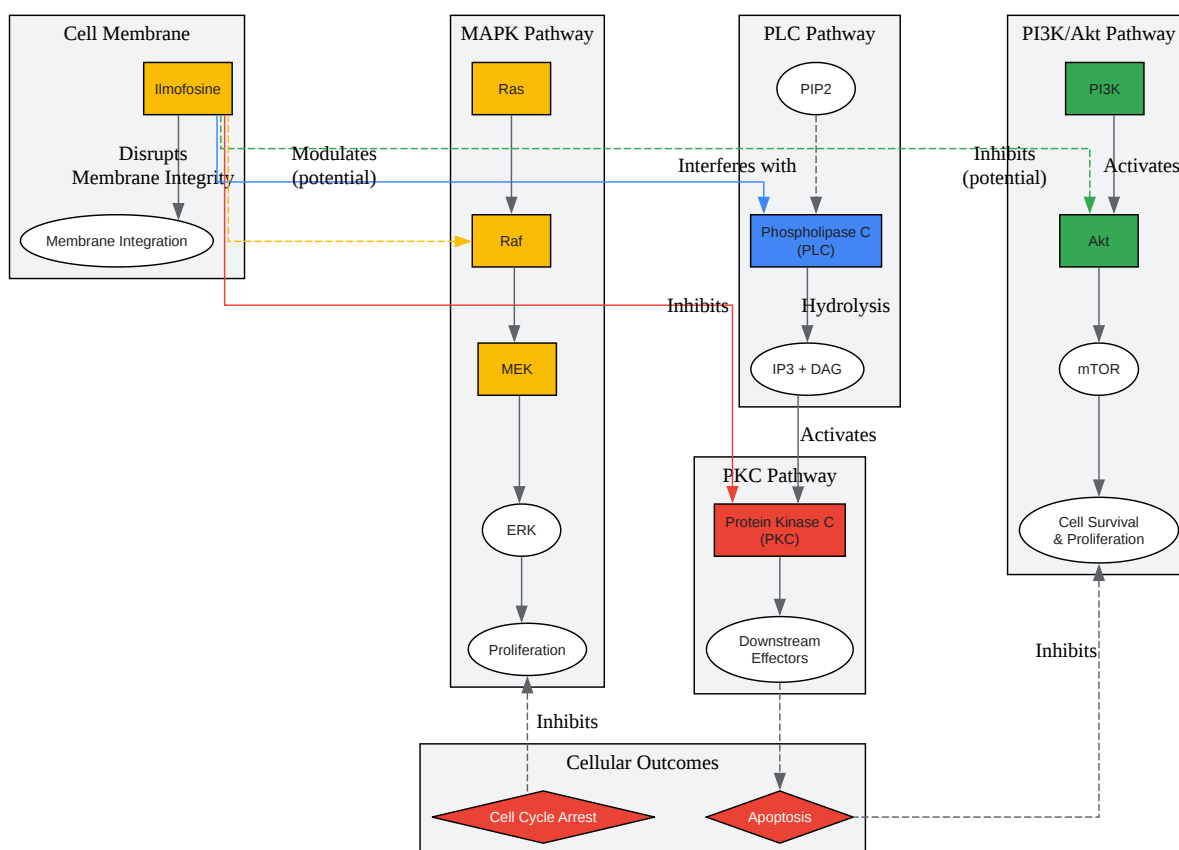 Cell Membrane
MAPK Pathway
PLC Pathway
PI3K/Akt Pathway
Ilmofosine
Ras
PIP2
PI3K
Disrupts
Membrane Integrity
Modulates
(potential)
Interferes with
Inhibits
(potential)
Activates
Membrane Integration
Raf
Phospholipase C
(PLC)
Akt
Inhibits
Hydrolysis
MEK
IP3 + DAG
mTOR
Activates
PKC Pathway
ERK
Protein Kinase C
(PKC)
Cell Survival
& Proliferation
Proliferation
Downstream
Effectors
Inhibits
Inhibits
Cellular Outcomes
Cell Cycle Arrest
Apoptosis